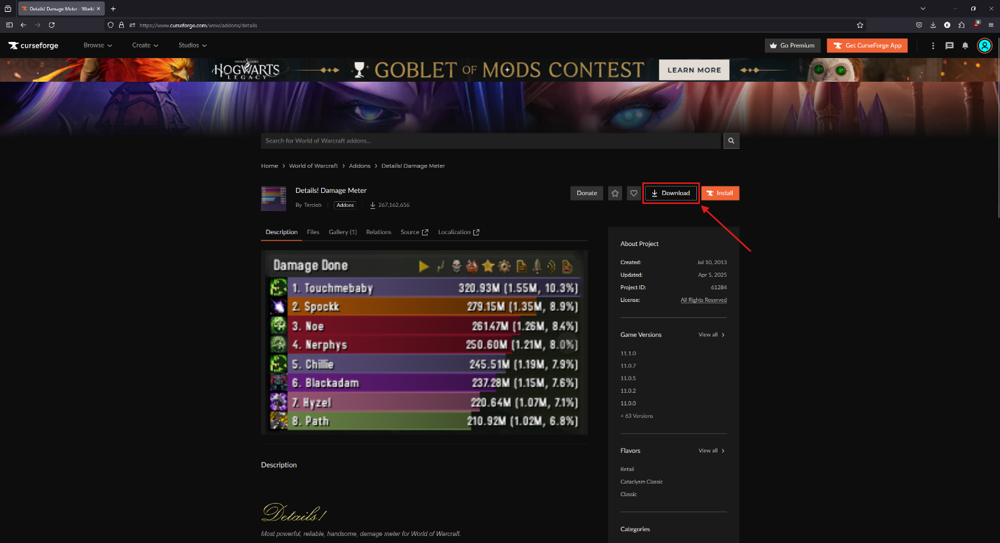 Details! Damage Meter - World
https://www.curseforge.com/wow/addons/details
curseforge
Browse
Create
Studios
Go Premium
Get CurseForge App
HOGWARTS
LEGACY
GOBLET OF MODS CONTEST
LEARN MORE
Search for World of Warcraft addons...
Home > World of Warcraft > Addons > Details! Damage Meter
Details! Damage Meter
By Terciob
Addons
267,162,656
Donate
Download
Install
Description
Files
Gallery (1)
Relations
Source
Localization
Damage Done
1. Touchmebaby 320.93M (1.55M, 10.3%)
2. Spockk 279.15M (1.35M, 8.9%)
3. Noe 261.47M (1.26M, 8.4%)
4. Nerphys 250.60M (1.21M, 8.0%)
5. Chillie 245.51M (1.19M, 7.9%)
6. Blackadam 237.28M (1.15M, 7.6%)
7. Hyzel 220.64M (1.07M, 7.1%)
8. Path 210.92M (1.02M, 6.8%)
Description
Details!
Most powerful, reliable, handsome, damage meter for World of Warcraft.
About Project
Created: Jul 10, 2013
Updated: Apr 5, 2025
Project ID: 61284
License: All Rights Reserved
Game Versions View all >
11.1.0
11.0.7
11.0.5
11.0.2
11.0.0
+ 63 Versions
Flavors View all >
Retail
Cataclysm Classic
Classic
Categories